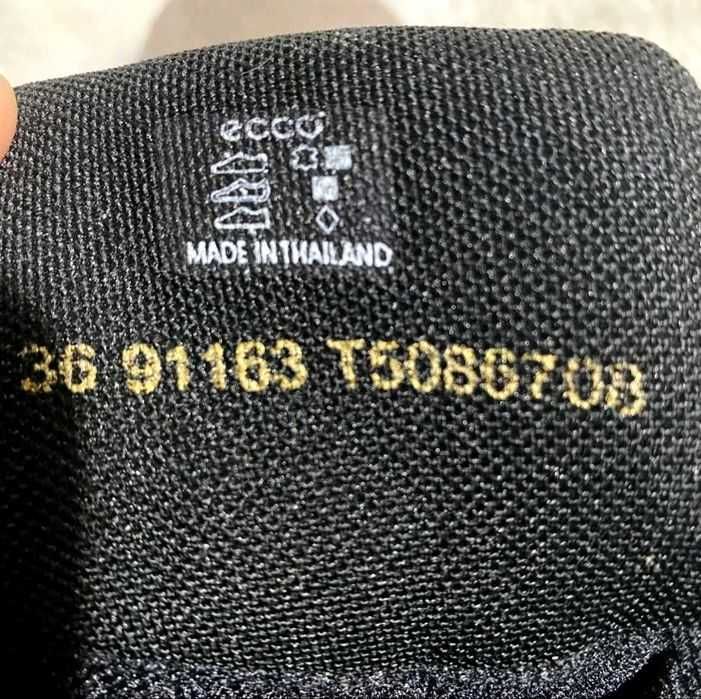 ecco
MADE IN THAILAND
36 91163 T5086708